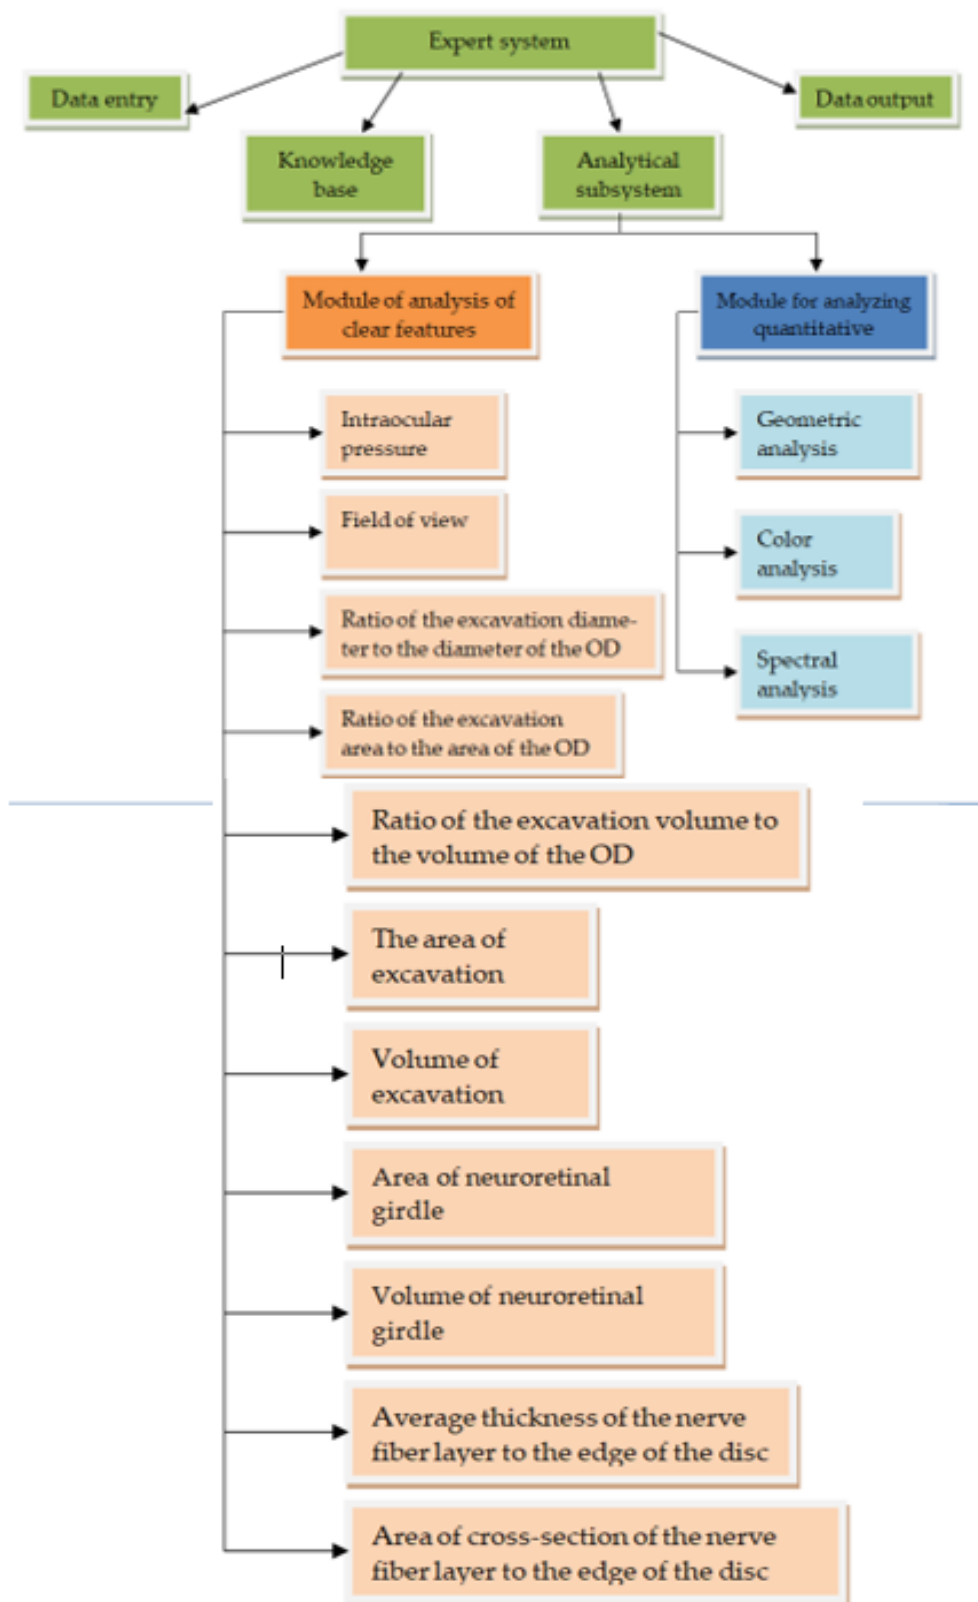 Expert system
Data entry
Data output
Knowledge
base
Analytical
subsystem
Module of analysis of
clear features
Module for analyzing
quantitative
Intraocular
pressure
Field of view
Ratio of the excavation diame-
ter to the diameter of the OD
Ratio of the excavation
area to the area of the OD
Ratio of the excavation volume to
the volume of the OD
The area of
excavation
Volume of
excavation
Area of neuroretinal
girdle
Volume of neuroretinal
girdle
Average thickness of the nerve
fiber layer to the edge of the disc
Area of cross-section of the nerve
fiber layer to the edge of the disc
Geometric
analysis
Color
analysis
Spectral
analysis